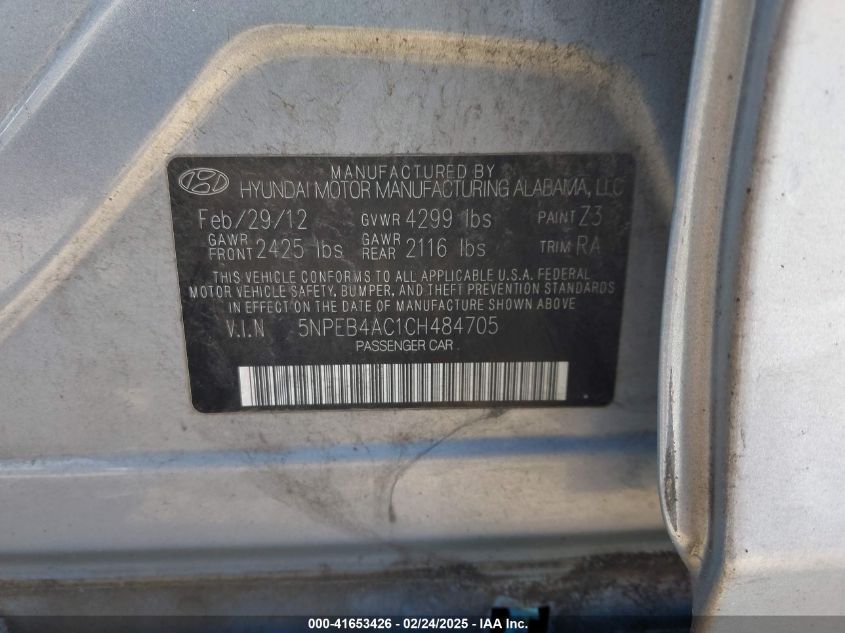 MANUFACTURED BY
HYUNDAI MOTOR MANUFACTURING ALABAMA, LLC
Feb/29/12 GVWR 4299 lbs PAINT Z3
GAWR FRONT 2425 lbs GAWR REAR 2116 lbs TRIM RA
THIS VEHICLE CONFORMS TO ALL APPLICABLE U.S.A. FEDERAL
MOTOR VEHICLE SAFETY, BUMPER, AND THEFT PREVENTION STANDARDS
IN EFFECT ON THE DATE OF MANUFACTURE SHOWN ABOVE.
V.I.N 5NPEB4AC1CH484705
PASSENGER CAR
000-41653426 - 02/24/2025 - IAA Inc.